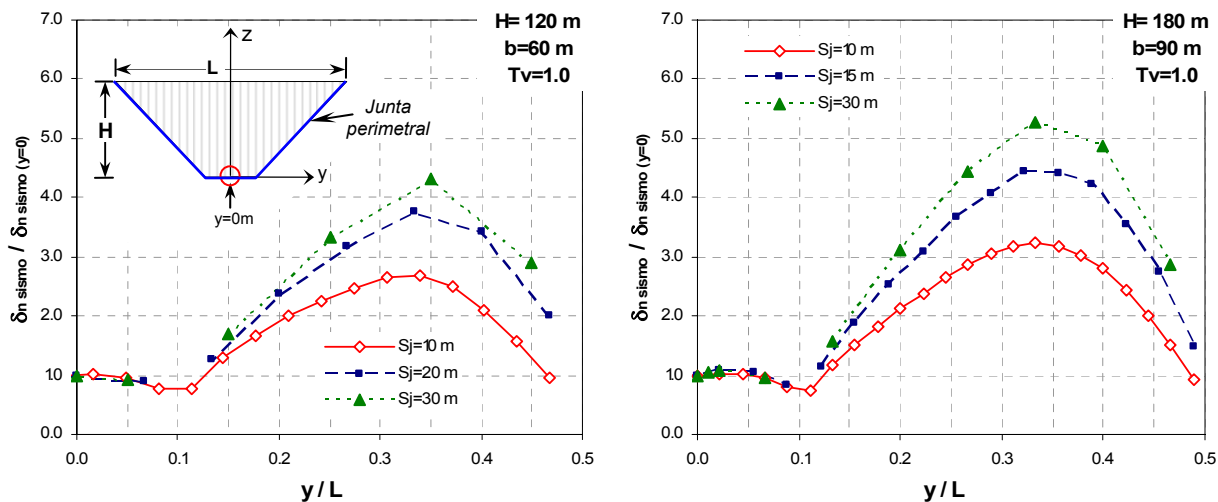 7.0
6.0
5.0
4.0
3.0
2.0
1.0
0.0
δn sismo / δn sismo (y=0)
H= 120 m
b=60 m
Tv=1.0
z
L
H
Junta
perimetral
y
y=0m
Sj=10 m
Sj=20 m
Sj=30 m
0.0 0.1 0.2 0.3 0.4 0.5
y / L
7.0
6.0
5.0
4.0
3.0
2.0
1.0
0.0
δn sismo / δn sismo (y=0)
H= 180 m
b=90 m
Tv=1.0
Sj=10 m
Sj=15 m
Sj=30 m
0.0 0.1 0.2 0.3 0.4 0.5
y / L